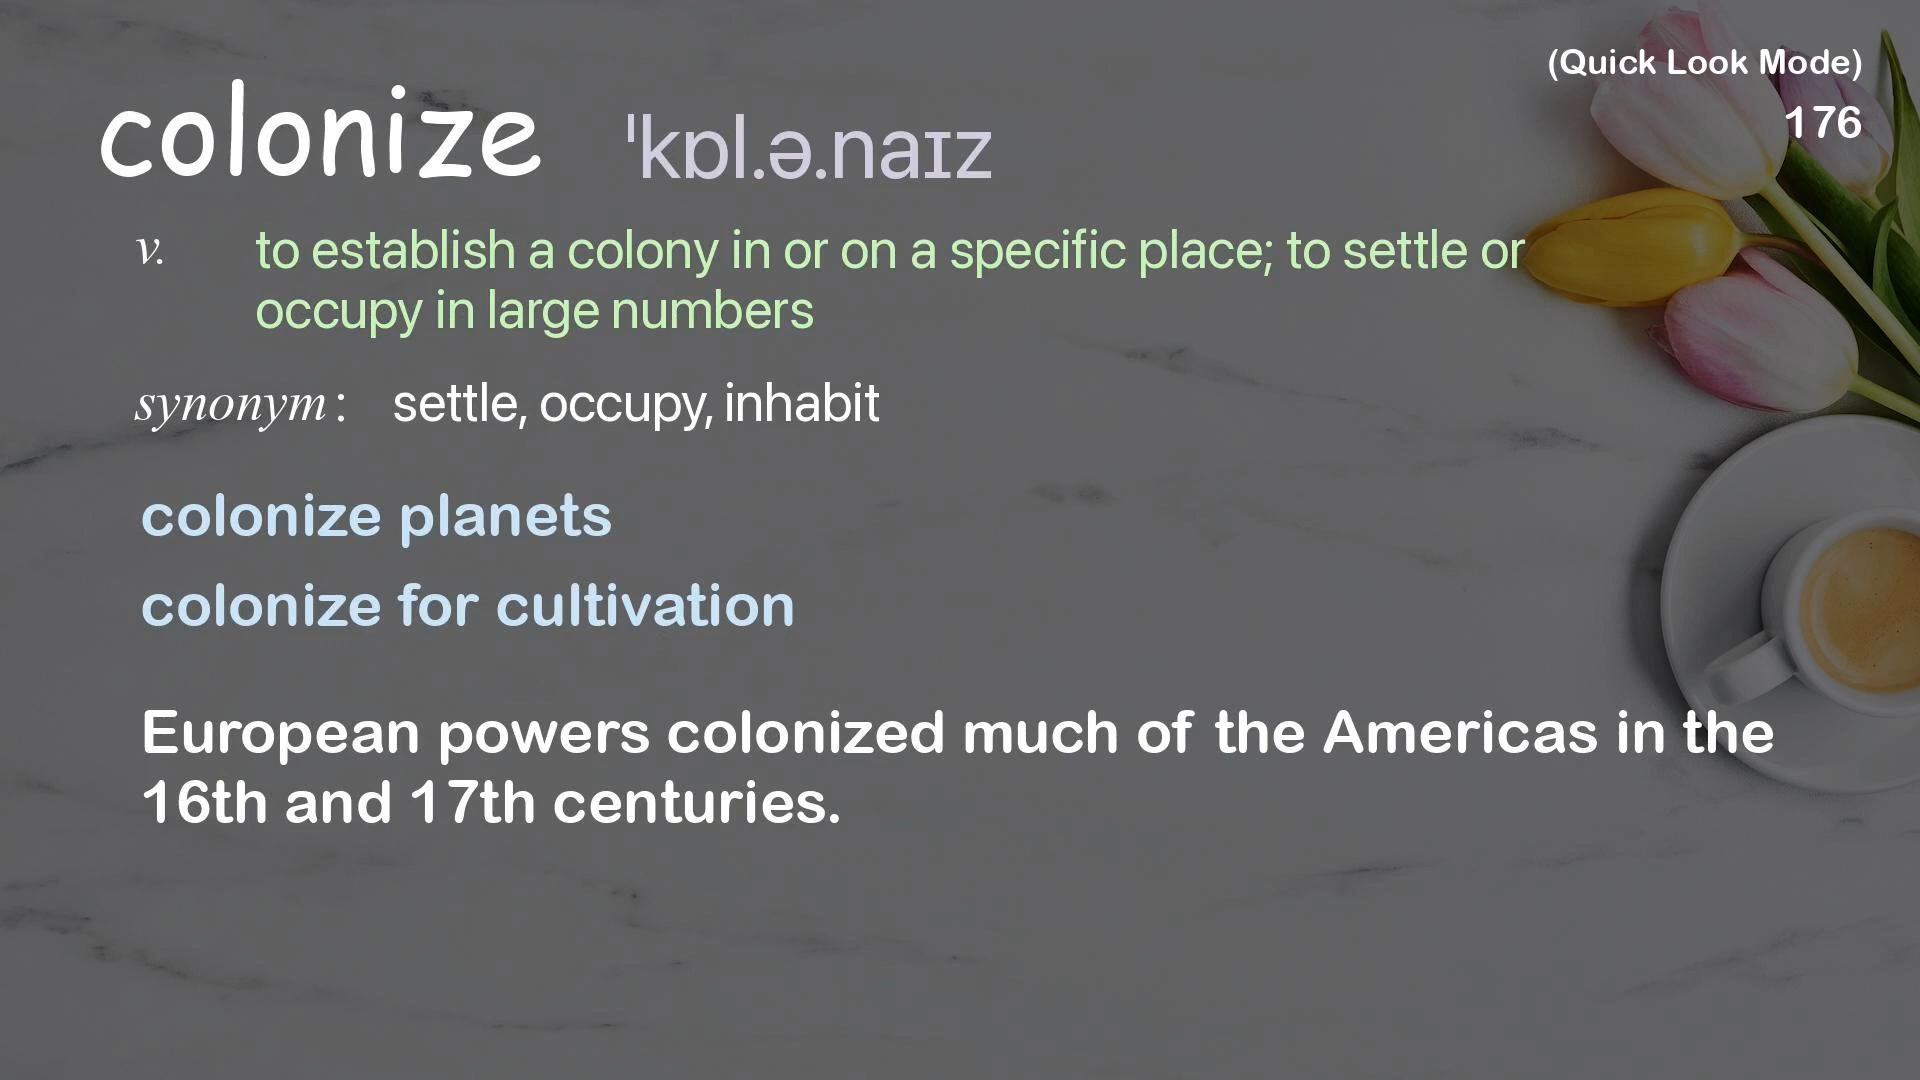 (Quick Look Mode)
176
colonize ˈkɒl.ə.naɪz
v. to establish a colony in or on a specific place; to settle or
occupy in large numbers
synonym: settle, occupy, inhabit
colonize planets
colonize for cultivation
European powers colonized much of the Americas in the
16th and 17th centuries.